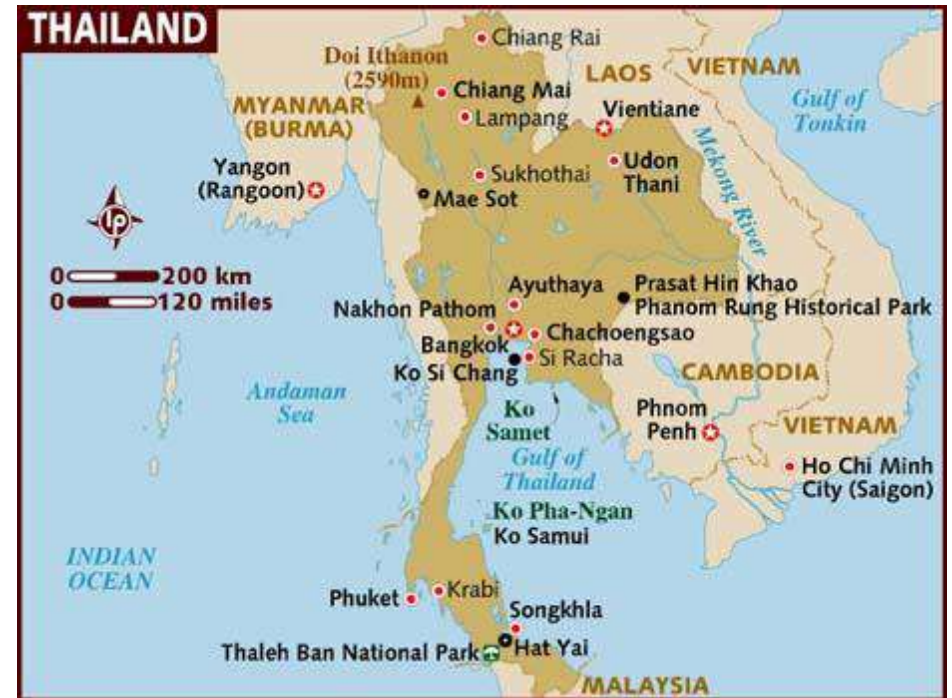 THAILAND
Chiang Rai
Doi Ithanon
(2590m)
LAOS
VIETNAM
Chiang Mai
MYANMAR
(BURMA)
Lampang
Vientiane
Gulf of
Tonkin
Mekong River
Yangon
(Rangoon)
Sukhothai
Udon
Thani
Mae Sot
lp
0 200 km
0 120 miles
Ayuthaya
Prasat Hin Khao
Phanom Rung Historical Park
Nakhon Pathom
Chachoengsao
Bangkok
Si Racha
Ko Si Chang
CAMBODIA
Andaman
Sea
Ko
Samet
Phnom
Penh
VIETNAM
Gulf of
Thailand
Ho Chi Minh
City (Saigon)
Ko Pha-Ngan
Ko Samui
INDIAN
OCEAN
Phuket
Krabi
Songkhla
Thaleh Ban National Park
Hat Yai
MALAYSIA